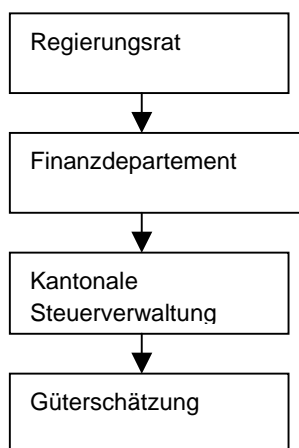 Regierungsrat
Finanzdepartement
Kantonale
Steuerverwaltung
Güterschätzung